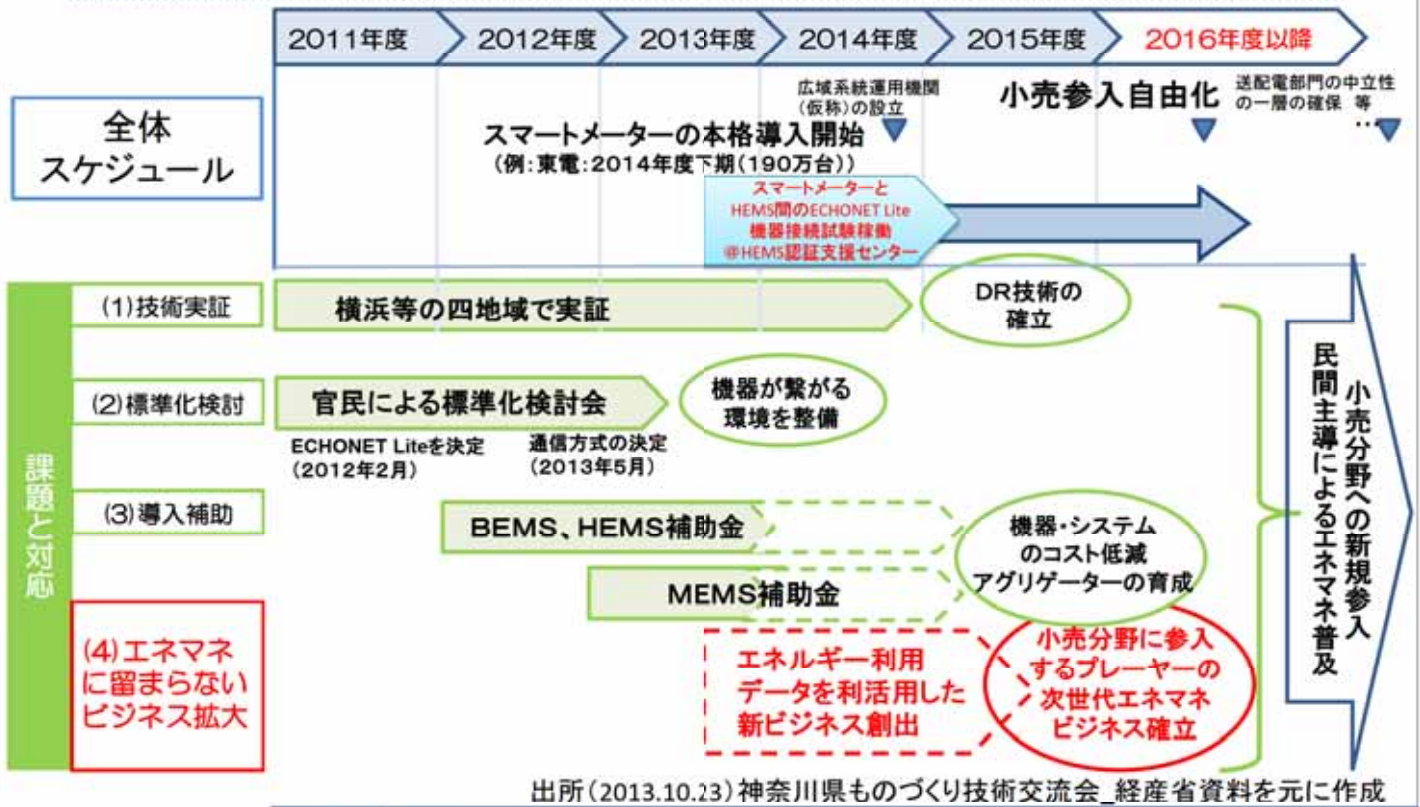 2011年度
2012年度
2013年度
2014年度
2015年度
2016年度以降
全体
スケジュール
広域系統運用機関
(仮称)の設立
小売参入自由化
送配電部門の中立性
の一層の確保 等
…
スマートメーターの本格導入開始
(例:東電:2014年度下期(190万台))
スマートメーターと
HEMS間のECHONET Lite
機器接続試験稼働
@HEMS認証支援センター
課題と対応
(1)技術実証
横浜等の四地域で実証
DR技術の
確立
(2)標準化検討
官民による標準化検討会
機器が繋がる
環境を整備
ECHONET Liteを決定
(2012年2月)
通信方式の決定
(2013年5月)
(3)導入補助
BEMS、HEMS補助金
MEMS補助金
機器・システム
のコスト低減
アグリゲーターの育成
(4)エネマネ
に留まらない
ビジネス拡大
エネルギー利用
データを利活用した
新ビジネス創出
小売分野に参入
するプレーヤーの
次世代エネマネ
ビジネス確立
小売分野への新規参入
民間主導によるエネマネ普及
出所(2013.10.23)神奈川県ものづくり技術交流会_経産省資料を元に作成